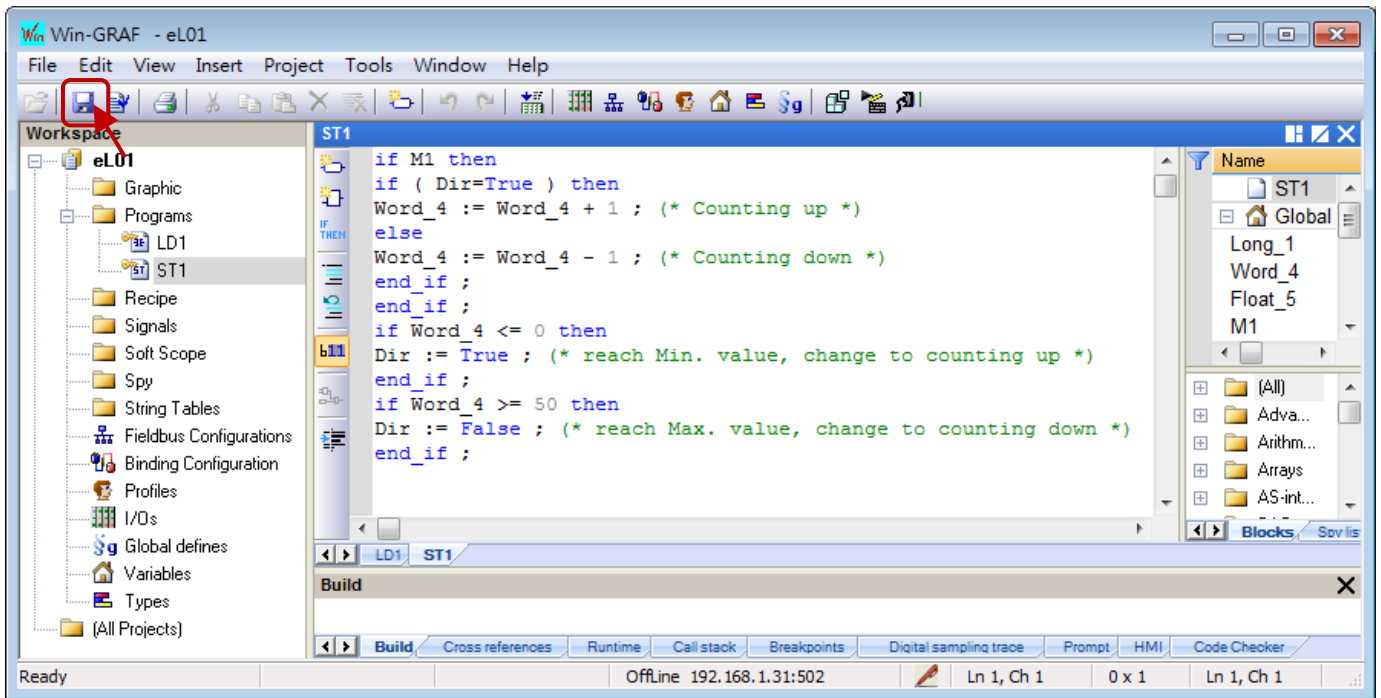 Win-GRAF - eL01
File Edit View Insert Project Tools Window Help
Workspace
eL01
Graphic
Programs
LD1
ST1
Recipe
Signals
Soft Scope
Spy
String Tables
Fieldbus Configurations
Binding Configuration
Profiles
I/Os
Global defines
Variables
Types
(All Projects)
ST1
IF
THEN
if M1 then
if ( Dir=True ) then
Word_4 := Word_4 + 1 ; (* Counting up *)
else
Word_4 := Word_4 - 1 ; (* Counting down *)
end_if ;
end_if ;
if Word_4 <= 0 then
Dir := True ; (* reach Min. value, change to counting up *)
end_if ;
if Word_4 >= 50 then
Dir := False ; (* reach Max. value, change to counting down *)
end_if ;
LD1 ST1
Name
ST1
Global
Long_1
Word_4
Float_5
M1
(All)
Adva...
Arithm...
Arrays
AS-int...
Blocks Spy lis
Build
Build Cross references Runtime Call stack Breakpoints Digital sampling trace Prompt HMI Code Checker
Ready OffLine 192.168.1.31:502 Ln 1, Ch 1 0 x 1 Ln 1, Ch 1